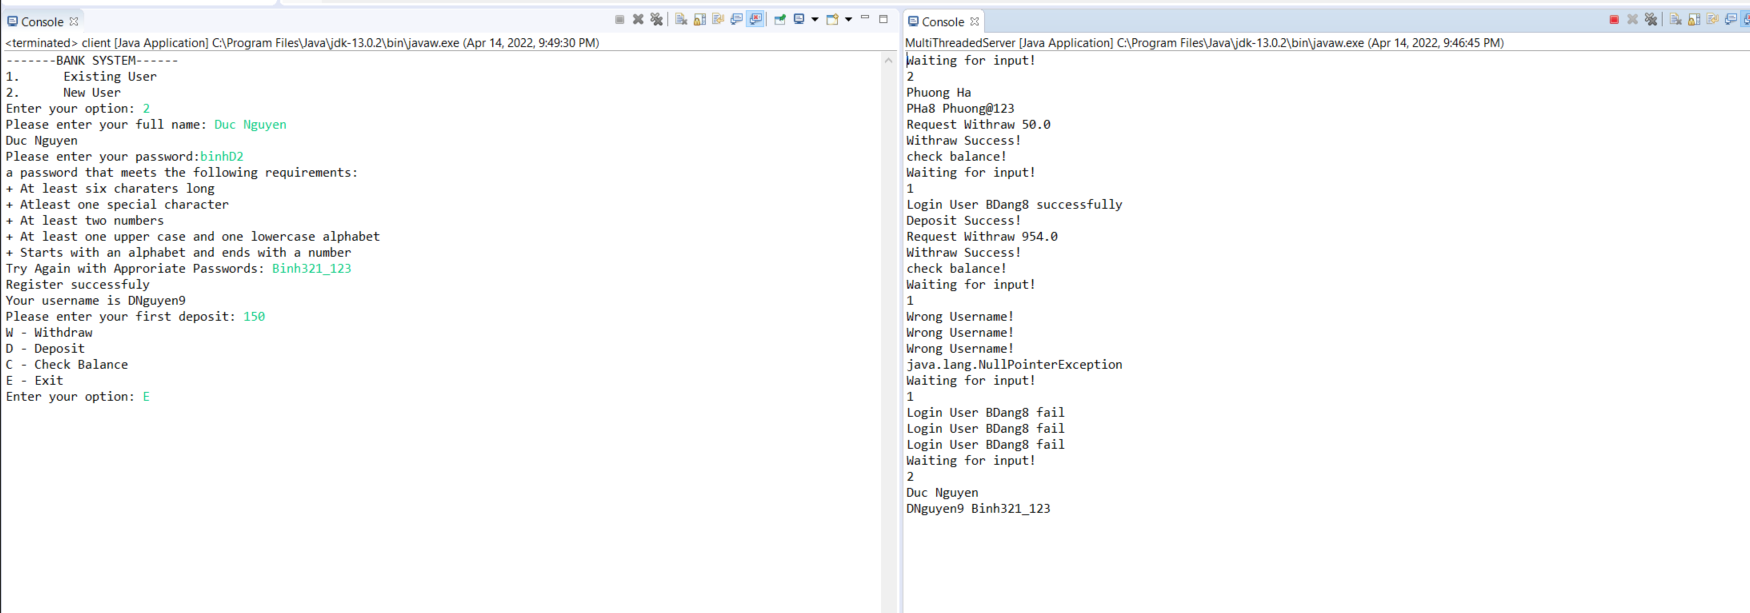 Console
<terminated> client [Java Application] C:\Program Files\Java\jdk-13.0.2\bin\javaw.exe (Apr 14, 2022, 9:49:30 PM)
-------BANK SYSTEM------
1.      Existing User
2.      New User
Enter your option: 2
Please enter your full name: Duc Nguyen
Duc Nguyen
Please enter your password:binhD2
a password that meets the following requirements:
+ At least six charaters long
+ Atleast one special character
+ At least two numbers
+ At least one upper case and one lowercase alphabet
+ Starts with an alphabet and ends with a number
Try Again with Approriate Passwords: Binh321_123
Register successfuly
Your username is DNguyen9
Please enter your first deposit: 150
W - Withdraw
D - Deposit
C - Check Balance
E - Exit
Enter your option: E
Console
MultiThreadedServer [Java Application] C:\Program Files\Java\jdk-13.0.2\bin\javaw.exe (Apr 14, 2022, 9:46:45 PM)
Waiting for input!
2
Phuong Ha
PHa8 Phuong@123
Request Withraw 50.0
Withraw Success!
check balance!
Waiting for input!
1
Login User BDang8 successfully
Deposit Success!
Request Withraw 954.0
Withraw Success!
check balance!
Waiting for input!
1
Wrong Username!
Wrong Username!
Wrong Username!
java.lang.NullPointerException
Waiting for input!
1
Login User BDang8 fail
Login User BDang8 fail
Login User BDang8 fail
Waiting for input!
2
Duc Nguyen
DNguyen9 Binh321_123